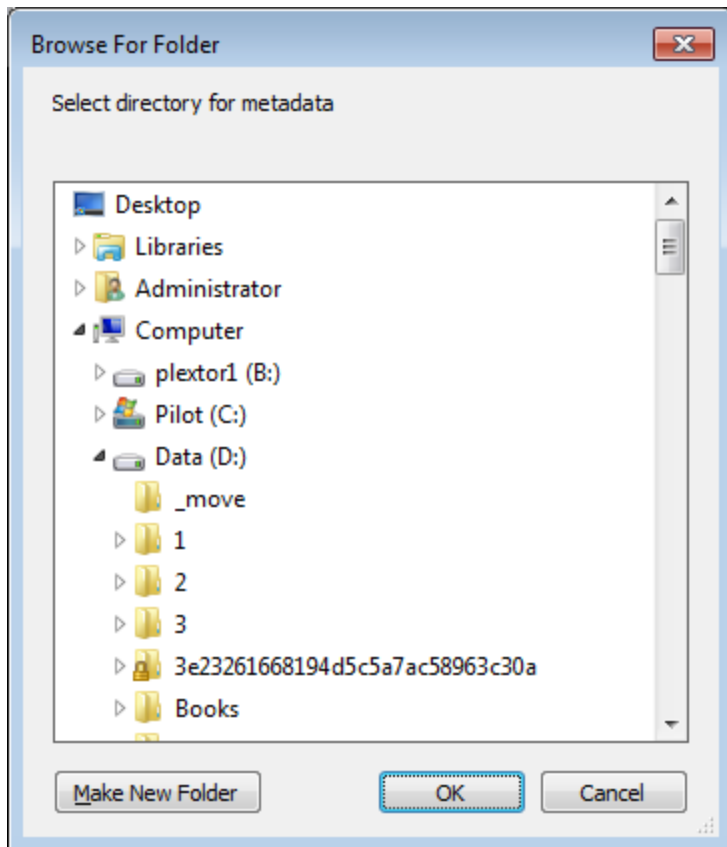 Browse For Folder
Select directory for metadata
Desktop
Libraries
Administrator
Computer
plextor1 (B:)
Pilot (C:)
Data (D:)
_move
1
2
3
3e23261668194d5c5a7ac58963c30a
Books
Make New Folder
OK
Cancel